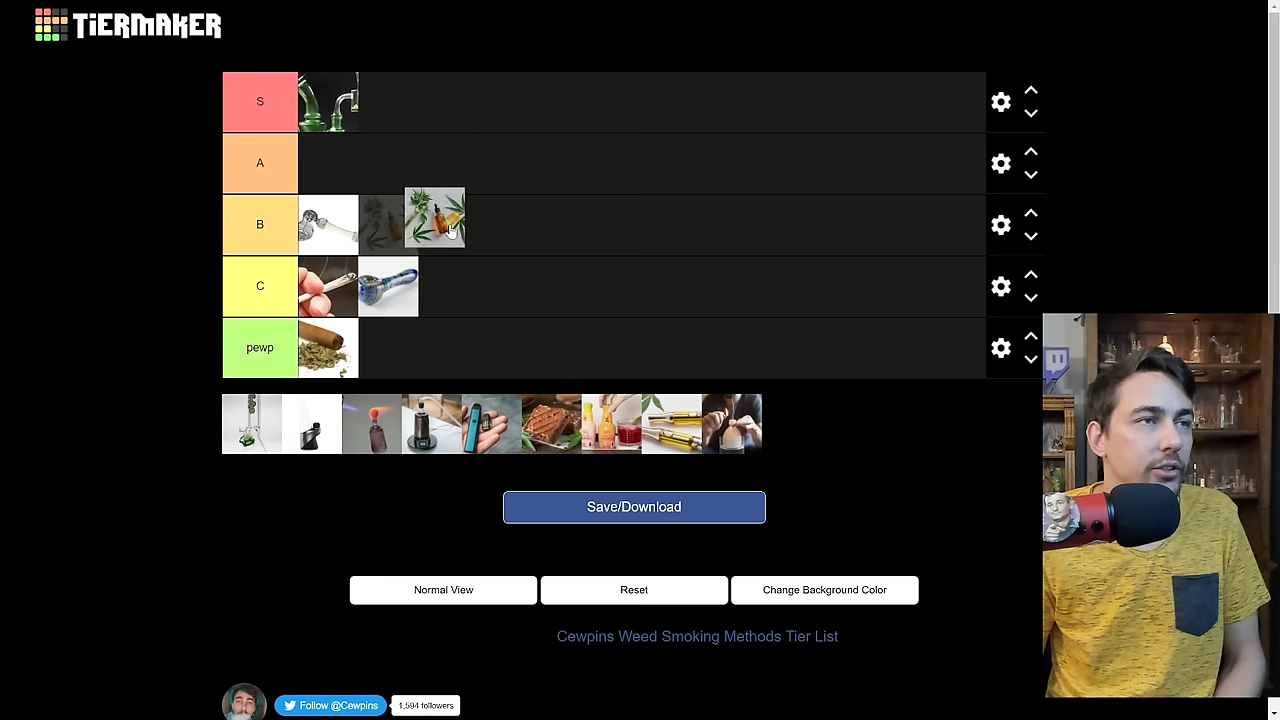 TiERMAKER
S
A
B
C
pewp
Save/Download
Normal View
Reset
Change Background Color
Cewpins Weed Smoking Methods Tier List
Follow @Cewpins
1,594 followers